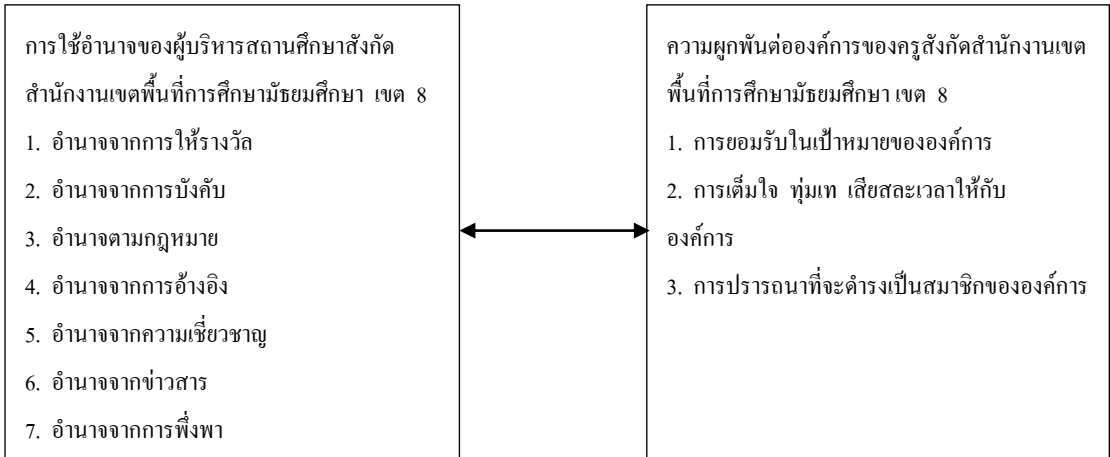 การใช้อำนาจของผู้บริหารสถานศึกษาสังกัด
สำนักงานเขตพื้นที่การศึกษามัธยมศึกษา เขต 8
1. อำนาจจากการให้รางวัล
2. อำนาจจากการบังคับ
3. อำนาจตามกฎหมาย
4. อำนาจจากการอ้างอิง
5. อำนาจจากความเชี่ยวชาญ
6. อำนาจจากข่าวสาร
7. อำนาจจากการพึ่งพา
ความผูกพันต่อองค์การของครูสังกัดสำนักงานเขต
พื้นที่การศึกษามัธยมศึกษา เขต 8
1. การยอมรับในเป้าหมายขององค์การ
2. การเต็มใจ ทุ่มเท เสียสละเวลาให้กับ
องค์การ
3. การปรารถนาที่จะดำรงเป็นสมาชิกขององค์การ